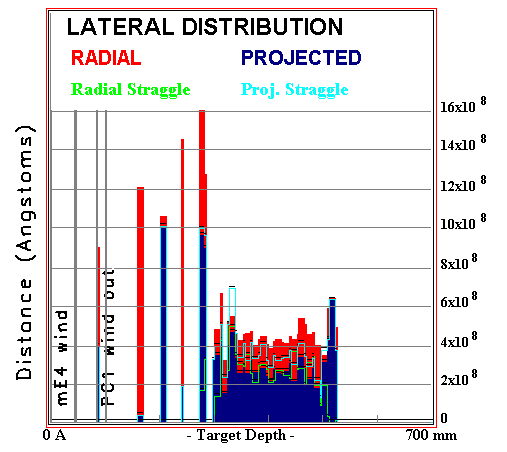 LATERAL DISTRIBUTION
RADIAL PROJECTED
Radial Straggle Proj. Straggle
16x10 8
14x10 8
12x10 8
10x10 8
8x10 8
6x10 8
4x10 8
2x10 8
0
Distance (Angstoms)
mE4 wind
PC1 wind out
0 A - Target Depth - 700 mm